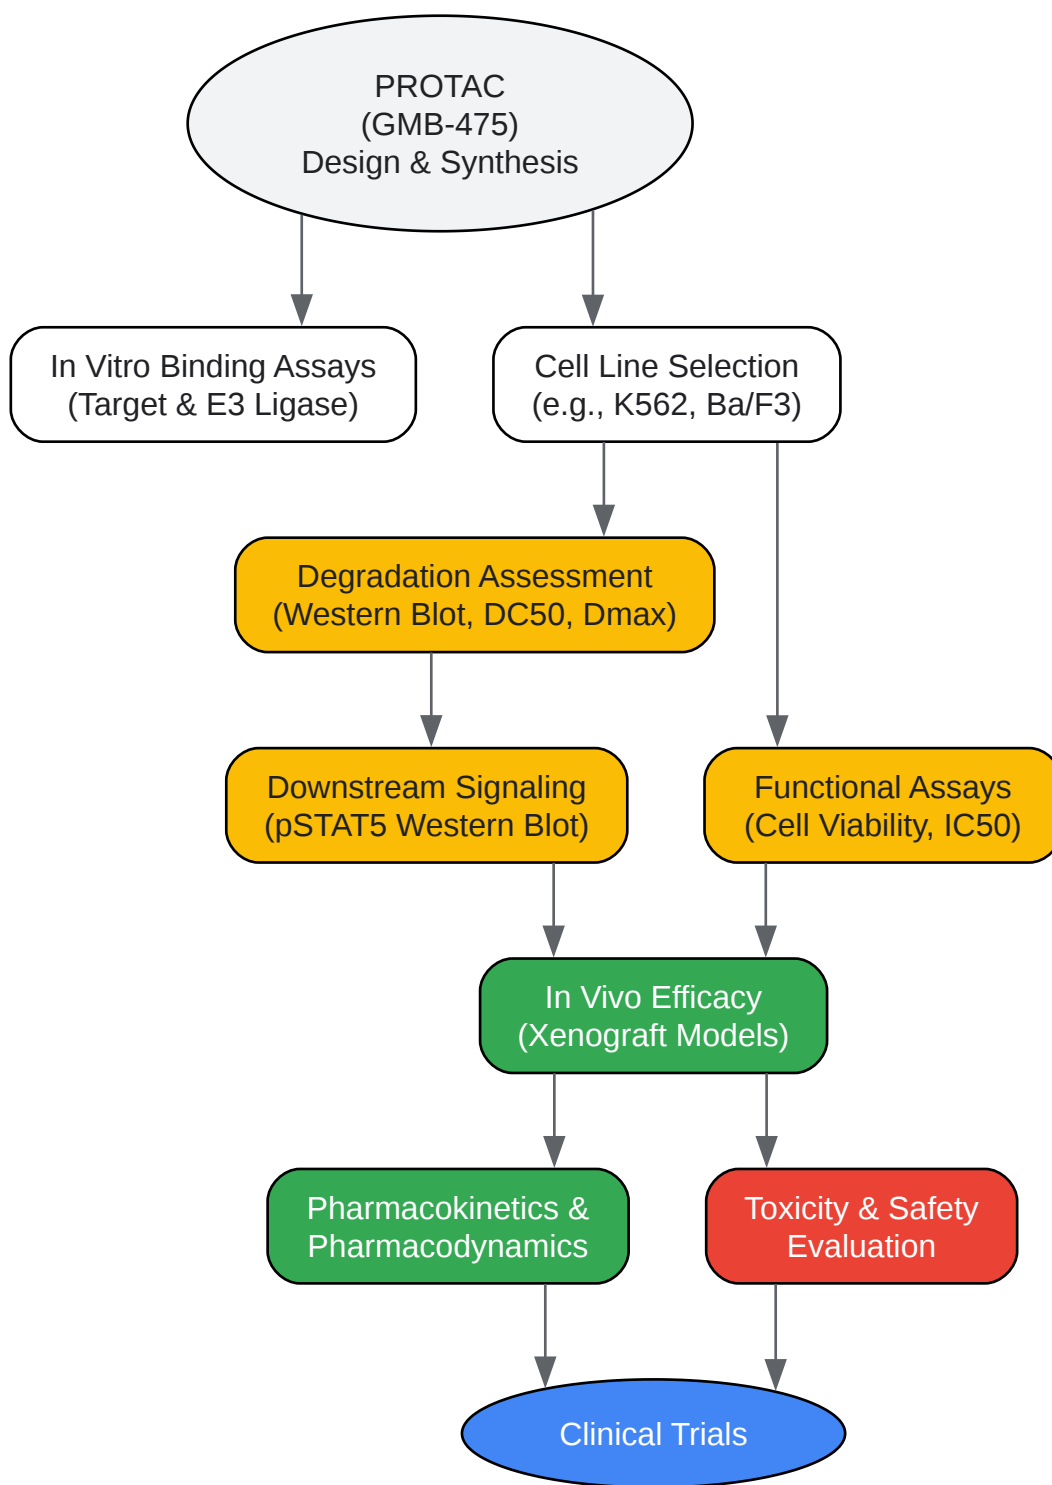 PROTAC
(GMB-475)
Design & Synthesis
In Vitro Binding Assays
(Target & E3 Ligase)
Cell Line Selection
(e.g., K562, Ba/F3)
Degradation Assessment
(Western Blot, DC50, Dmax)
Downstream Signaling
(pSTAT5 Western Blot)
Functional Assays
(Cell Viability, IC50)
In Vivo Efficacy
(Xenograft Models)
Pharmacokinetics &
Pharmacodynamics
Toxicity & Safety
Evaluation
Clinical Trials